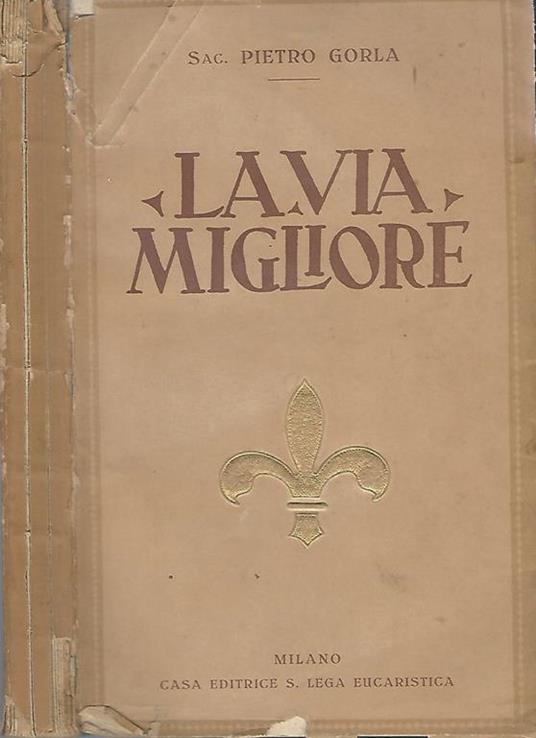 SAC. PIETRO GORLA
LA VIA
MIGLIORE
MILANO
CASA EDITRICE S. LEGA EUCARISTICA